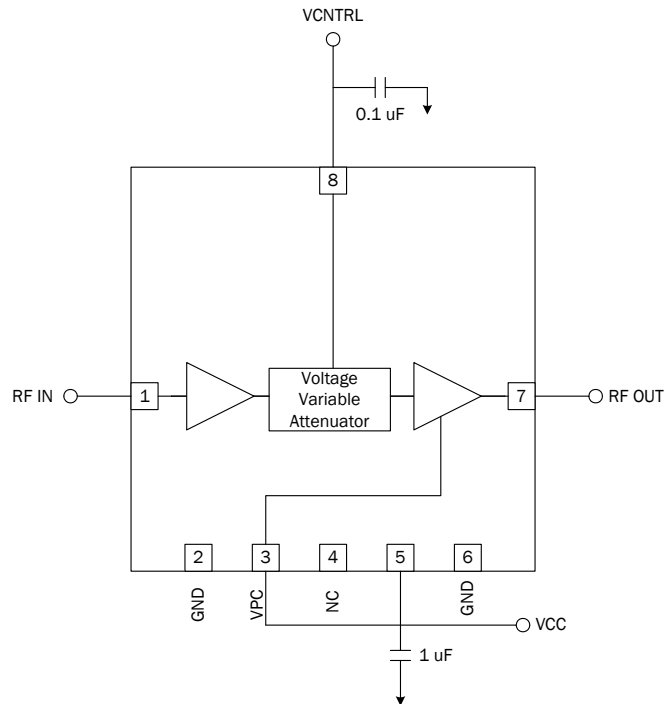 VCNTRL
0.1 uF
8
RF IN
1
Voltage
Variable
Attenuator
7
RF OUT
2
3
4
5
6
GND
VPC
NC
GND
VCC
1 uF